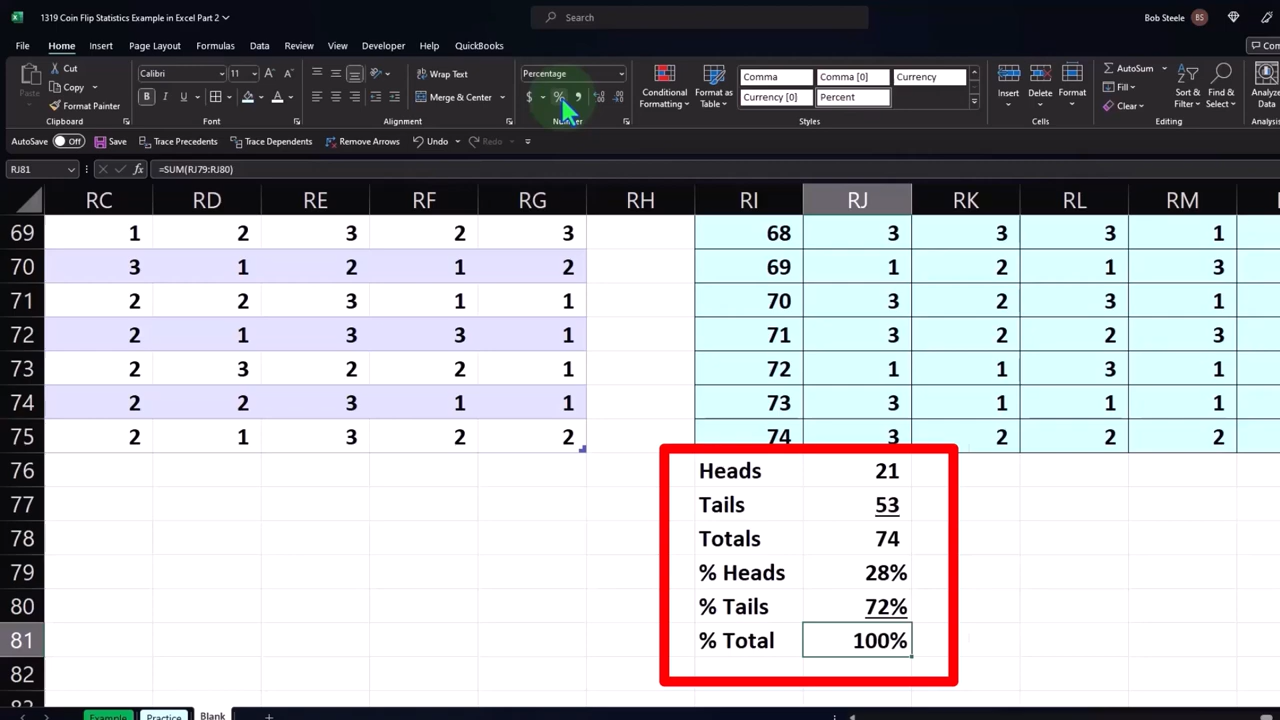 1319 Coin Flip Statistics Example in Excel Part 2
Search
Bob Steele
BS
File Home Insert Page Layout Formulas Data Review View Developer Help QuickBooks
Paste
Cut
Copy
Format Painter
Clipboard
Calibri
11
B I U
Font
Wrap Text
Merge & Center
Alignment
Percentage
$ %
Number
Conditional Formatting
Format as Table
Comma Comma [0] Currency
Currency [0] Percent
Styles
Insert Delete Format
Cells
AutoSum
Fill
Clear
Sort & Filter
Find & Select
Editing
AutoSave Off Save Trace Precedents Trace Dependents Remove Arrows Undo Redo
RJ81 fx =SUM(RJ79:RJ80)
RC RD RE RF RG RH RI RJ RK RL RM
69 1 2 3 2 3 68 3 3 3 1
70 3 1 2 1 2 69 1 2 1 3
71 2 2 3 1 1 70 3 2 3 1
72 2 1 3 3 1 71 2 2 2 3
73 2 3 2 2 1 72 1 1 3 1
74 2 2 3 1 1 73 3 1 1 1
75 2 1 3 2 2 74 3 2 2 2
76 Heads 21
77 Tails 53
78 Totals 74
79 % Heads 28%
80 % Tails 72%
81 % Total 100%
82
Example Practice Blank